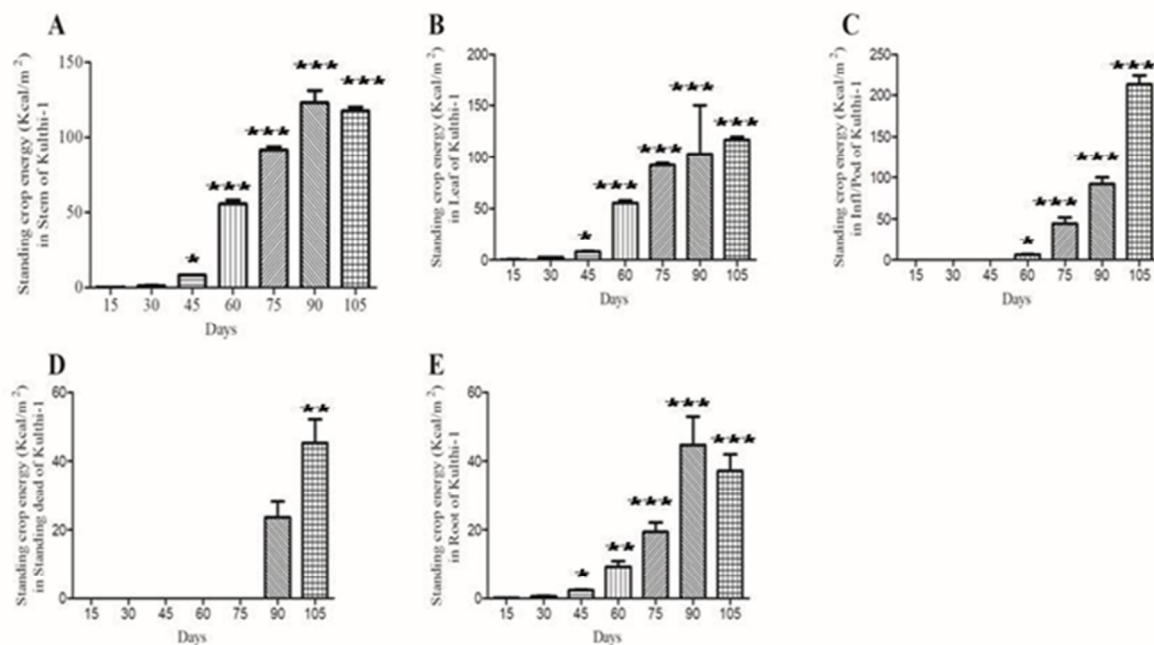 A
Standing crop energy (Kcal/m 2)
in Stem of Kulthi-1
150
100
50
0
***
***
***
***
*
15 30 45 60 75 90 105
Days
B
Standing crop energy (Kcal/m 2)
in Leaf of Kulthi-1
200
150
100
50
0
***
***
***
***
*
15 30 45 60 75 90 105
Days
C
Standing crop energy (Kcal/m 2)
in Infl/Pod of Kulthi-1
250
200
150
100
50
0
***
***
***
*
15 30 45 60 75 90 105
Days
D
Standing crop energy (Kcal/m 2)
in Standing dead of Kulthi-1
60
40
20
0
**
15 30 45 60 75 90 105
Days
E
Standing crop energy (Kcal/m 2)
in Root of Kulthi-1
60
40
20
0
***
***
***
**
*
15 30 45 60 75 90 105
Days